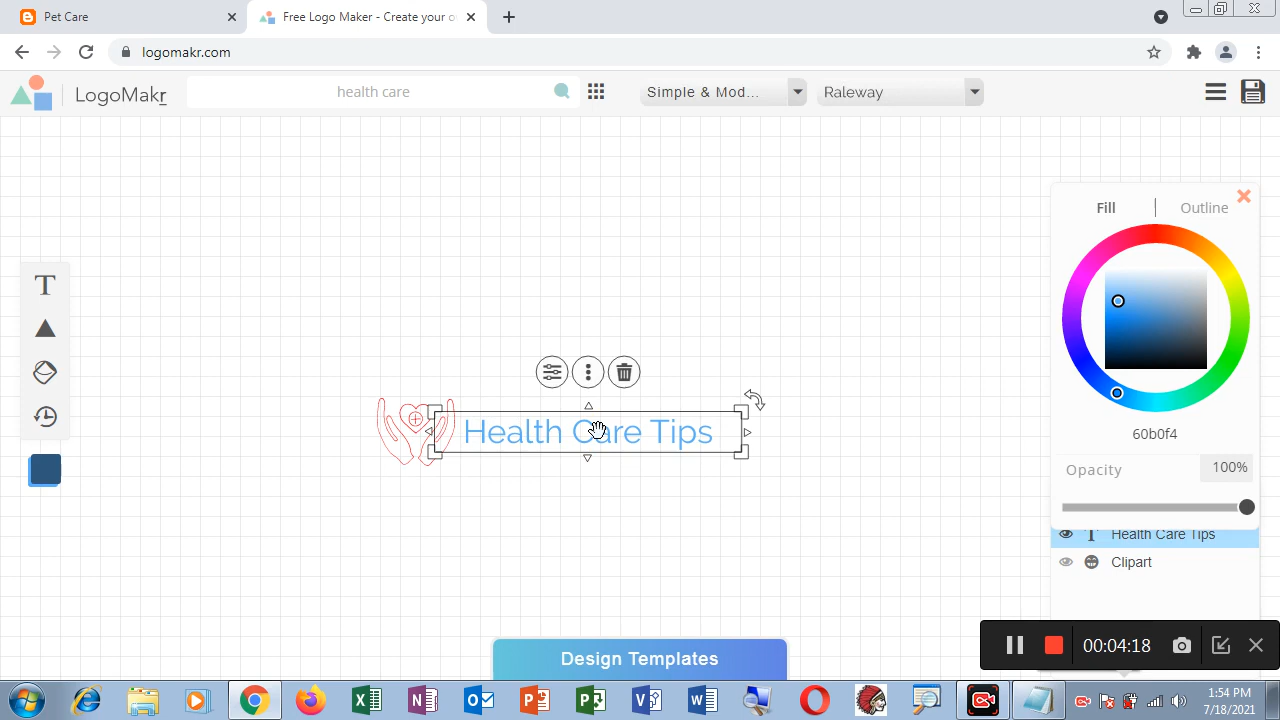 Pet Care
Free Logo Maker - Create your o
logomakr.com
LogoMakr
health care
Simple & Mod...
Raleway
Fill
Outline
60b0f4
Opacity
100%
T
Health Care Tips
T
Health Care Tips
Clipart
Design Templates
00:04:18
1:54 PM
7/18/2021